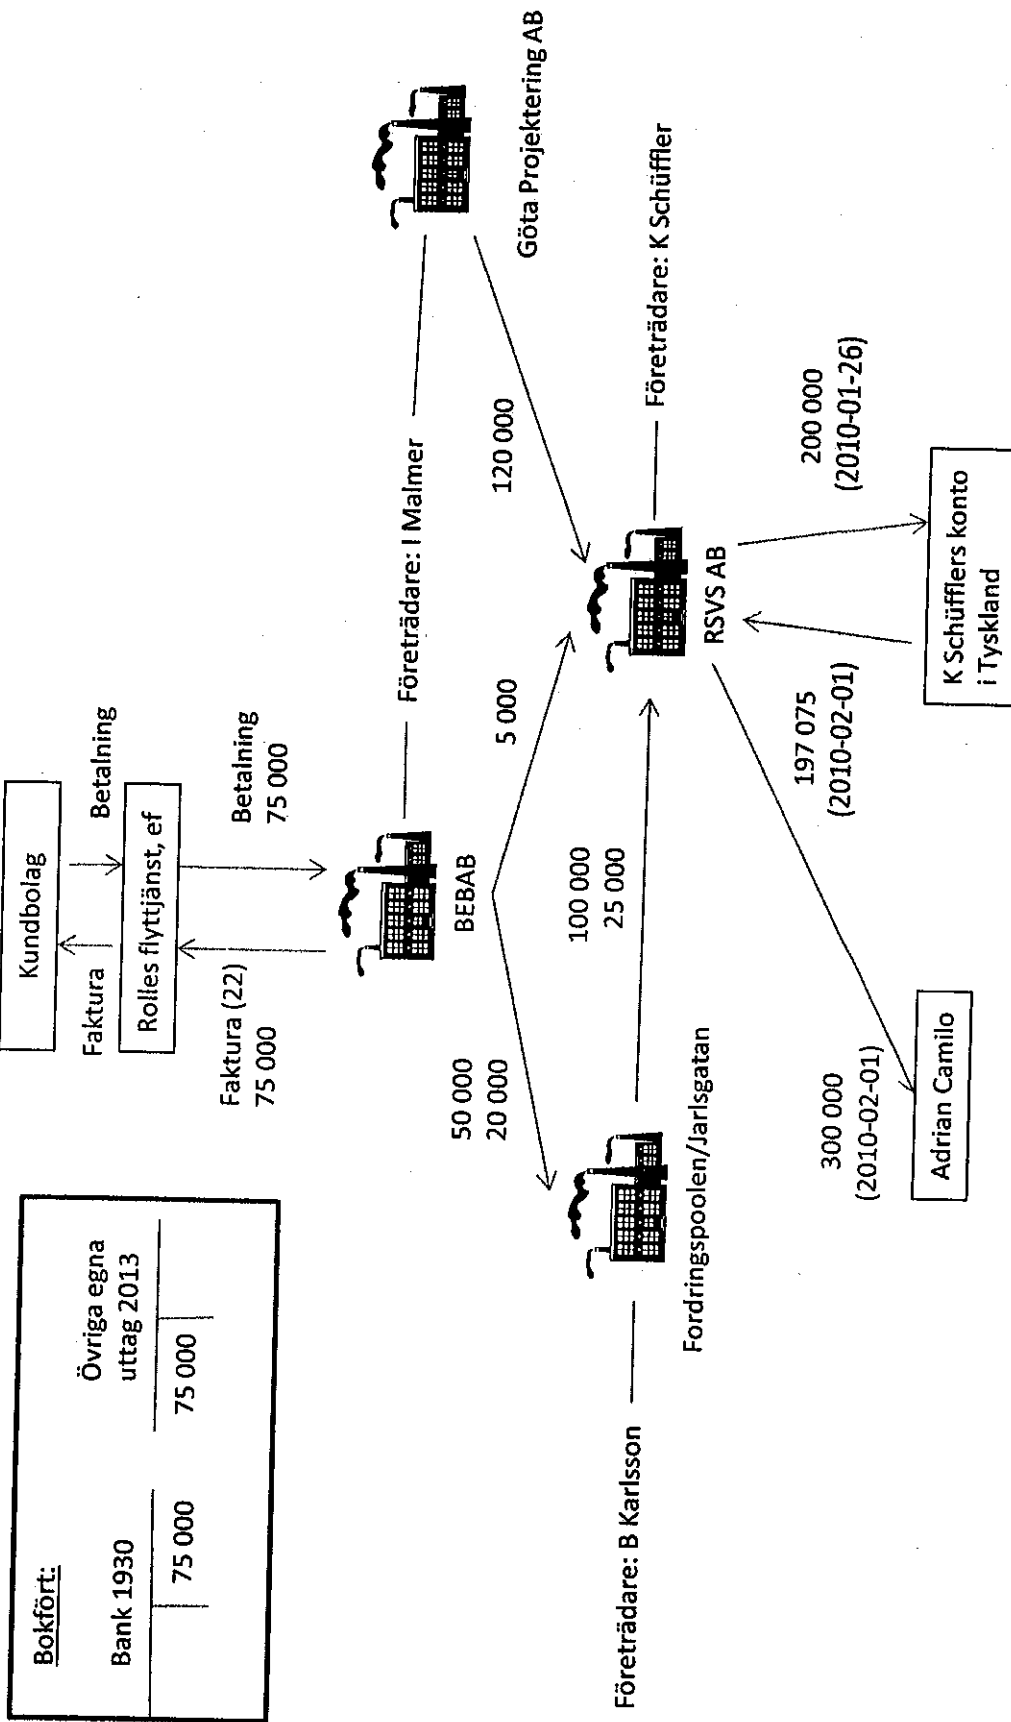 Bokfört:
Bank 1930
75 000
Övriga egna
uttag 2013
75 000
Kundbolag
Faktura
Betalning
Rolles flyttjänst, ef
Faktura (22)
75 000
Betalning
75 000
BEBAB
Företrädare: I Malmer
Göta Projektering AB
50 000
20 000
5 000
120 000
Företrädare: B Karlsson
Fordringspoolen/Jarlsgatan
100 000
25 000
RSVS AB
Företrädare: K Schüffler
300 000
(2010-02-01)
197 075
(2010-02-01)
200 000
(2010-01-26)
Adrian Camilo
K Schüfflers konto
i Tyskland